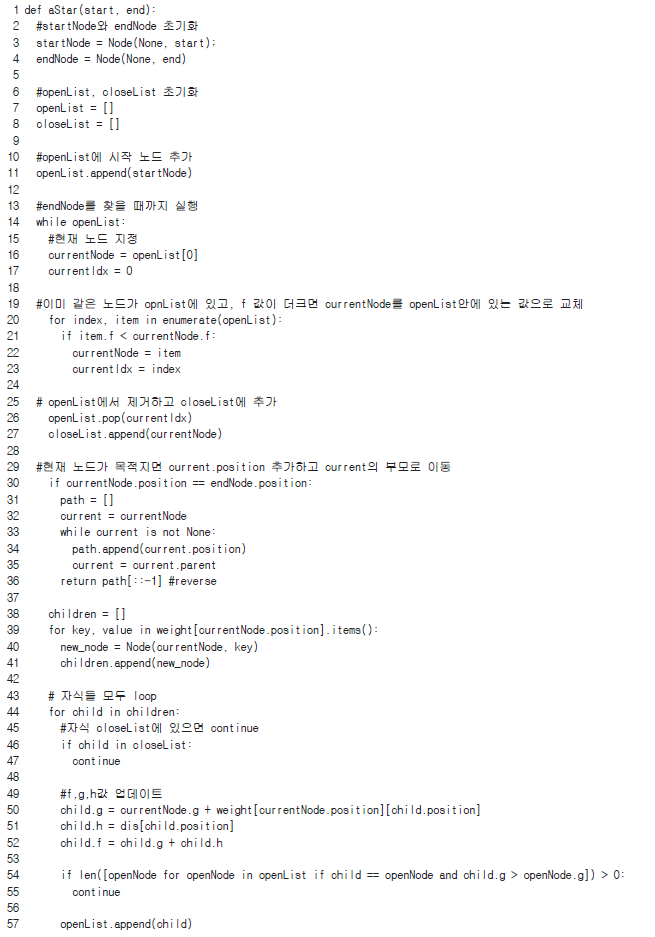 1 def aStar(start, end):
2 #startNode와 endNode 초기화
3 startNode = Node(None, start);
4 endNode = Node(None, end)
5
6 #openList, closeList 초기화
7 openList = []
8 closeList = []
9
10 #openList에 시작 노드 추가
11 openList.append(startNode)
12
13 #endNode를 찾을 때까지 실행
14 while openList:
15 #현재 노드 지정
16 currentNode = openList[0]
17 currentIdx = 0
18
19 #이미 같은 노드가 opnList에 있고, f 값이 더크면 currentNode를 openList안에 있는 값으로 교체
20 for index, item in enumerate(openList):
21 if item.f < currentNode.f:
22 currentNode = item
23 currentIdx = index
24
25 # openList에서 제거하고 closeList에 추가
26 openList.pop(currentIdx)
27 closeList.append(currentNode)
28
29 #현재 노드가 목적지면 current.position 추가하고 current의 부모로 이동
30 if currentNode.position == endNode.position:
31 path = []
32 current = currentNode
33 while current is not None:
34 path.append(current.position)
35 current = current.parent
36 return path[::-1] #reverse
37
38 children = []
39 for key, value in weight[currentNode.position].items():
40 new_node = Node(currentNode, key)
41 children.append(new_node)
42
43 # 자식들 모두 loop
44 for child in children:
45 #자식 closeList에 있으면 continue
46 if child in closeList:
47 continue
48
49 #f,g,h값 업데이트
50 child.g = currentNode.g + weight[currentNode.position][child.position]
51 child.h = dis[child.position]
52 child.f = child.g + child.h
53
54 if len([openNode for openNode in openList if child == openNode and child.g > openNode.g]) > 0:
55 continue
56
57 openList.append(child)